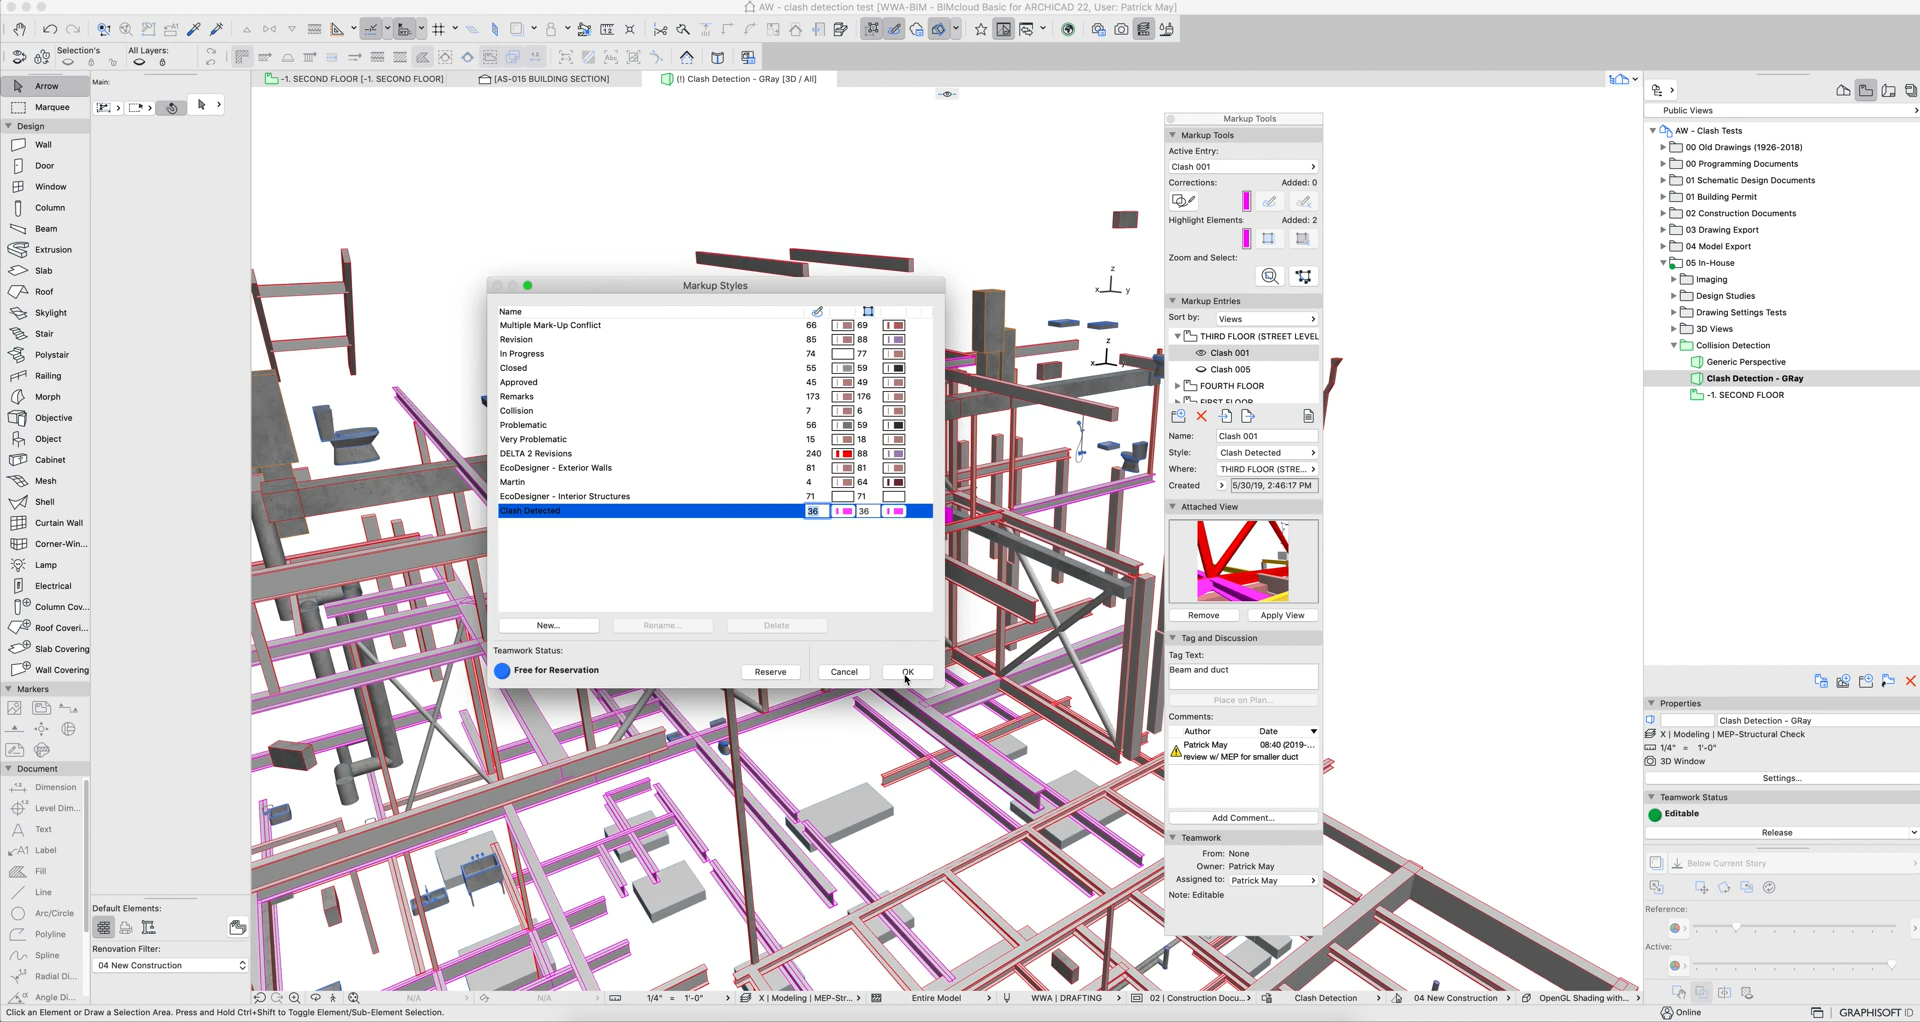 AW - clash detection test [WWA-BIM - BIMcloud Basic for ARCHICAD 22, User: Patrick May]
Selection's
All Layers:
-1. SECOND FLOOR [-1. SECOND FLOOR]
[AS-015 BUILDING SECTION]
(!) Clash Detection - GRay [3D / All]
Arrow
Marquee
Design
Wall
Door
Window
Column
Beam
Extrusion
Slab
Roof
Skylight
Stair
Polystair
Railing
Morph
Objective
Object
Cabinet
Mesh
Shell
Curtain Wall
Corner-Win...
Lamp
Electrical
Column Cov...
Roof Coveri...
Slab Covering
Wall Covering
Markers
Document
Dimension
Level Dim...
Text
Label
Fill
Line
Arc/Circle
Polyline
Spline
Radial Di...
Angle Di...
Main:
Default Elements:
Renovation Filter:
04 New Construction
Markup Styles
Name
Multiple Mark-Up Conflict 66 69
Revision 85 88
In Progress 74 77
Closed 55 59
Approved 45 49
Remarks 173 176
Collision 7 6
Problematic 56 59
Very Problematic 15 18
DELTA 2 Revisions 240 88
EcoDesigner - Exterior Walls 81 81
Martin 4 64
EcoDesigner - Interior Structures 71 71
Clash Detected 36 36
New... Rename... Delete
Teamwork Status:
Free for Reservation
Reserve Cancel OK
z
x y
z
x y
Markup Tools
Markup Tools
Active Entry:
Clash 001
Corrections: Added: 0
Highlight Elements: Added: 2
Zoom and Select:
Markup Entries
Sort by: Views
THIRD FLOOR (STREET LEVEL
Clash 001
Clash 005
FOURTH FLOOR
FIRST FLOOR
Name: Clash 001
Style: Clash Detected
Where: THIRD FLOOR (STRE...
Created 5/30/19, 2:46:17 PM
Attached View
Remove Apply View
Tag and Discussion
Tag Text:
Beam and duct
Place on Plan...
Comments:
Author Date
Patrick May 08:40 (2019-...
review w/ MEP for smaller duct
Add Comment...
Teamwork
From: None
Owner: Patrick May
Assigned to: Patrick May
Note: Editable
Public Views
AW - Clash Tests
00 Old Drawings (1926-2018)
00 Programming Documents
01 Schematic Design Documents
01 Building Permit
02 Construction Documents
03 Drawing Export
04 Model Export
05 In-House
Imaging
Design Studies
Drawing Settings Tests
3D Views
Collision Detection
Generic Perspective
Clash Detection - GRay
-1. SECOND FLOOR
Properties
Clash Detection - GRay
X | Modeling | MEP-Structural Check
1/4" = 1'-0"
3D Window
Settings...
Teamwork Status
Editable
Release
Below Current Story
Reference:
Active:
N/A N/A 1/4" = 1'-0" X | Modeling | MEP-Str... Entire Model WWA | DRAFTING 02 | Construction Docu... Clash Detection 04 New Construction OpenGL Shading with...
Click an Element or Draw a Selection Area. Press and Hold Ctrl+Shift to Toggle Element/Sub-Element Selection.
Online
GRAPHISOFT ID